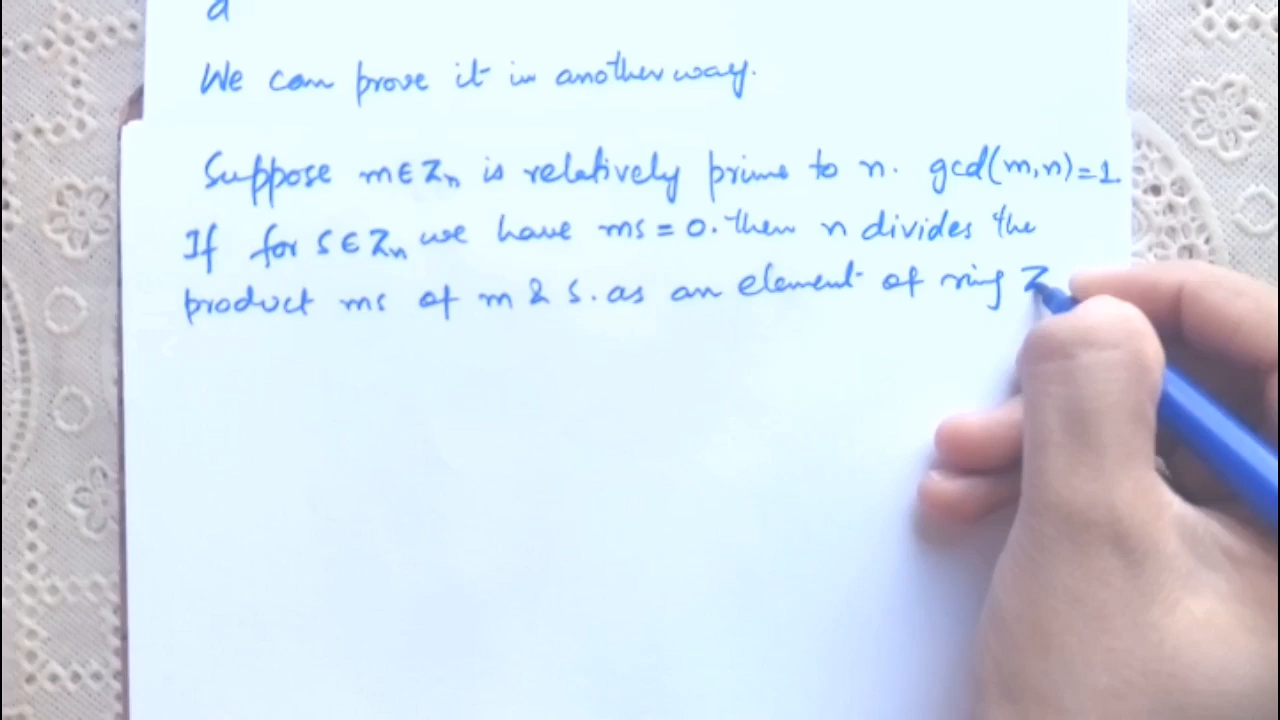 d
We can prove it in another way.
Suppose m ∈ Zn is relatively prime to n. gcd(m,n)=1.
If for s ∈ Zn we have ms = 0. then n divides the
product ms of m & s. as an element of ring Z